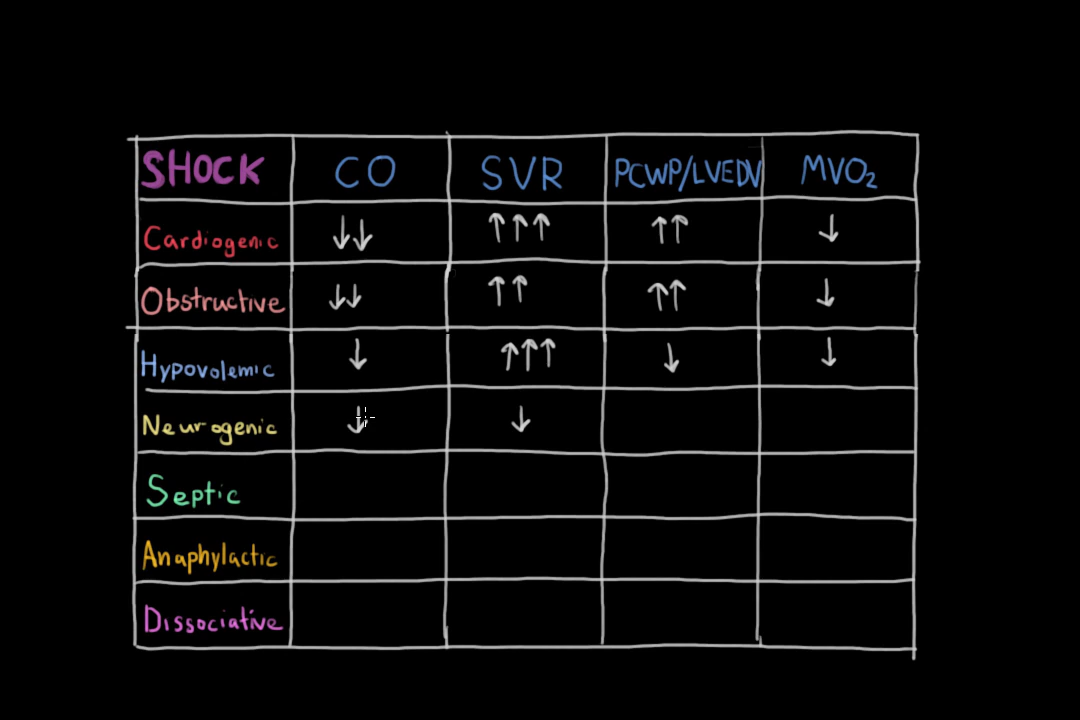 SHOCK CO SVR PCWP/LVEDV MVO₂
Cardiogenic ↓↓ ↑↑↑ ↑↑ ↓
Obstructive ↓↓ ↑↑ ↑↑ ↓
Hypovolemic ↓ ↑↑↑ ↓ ↓
Neurogenic ↓ ↓
Septic
Anaphylactic
Dissociative